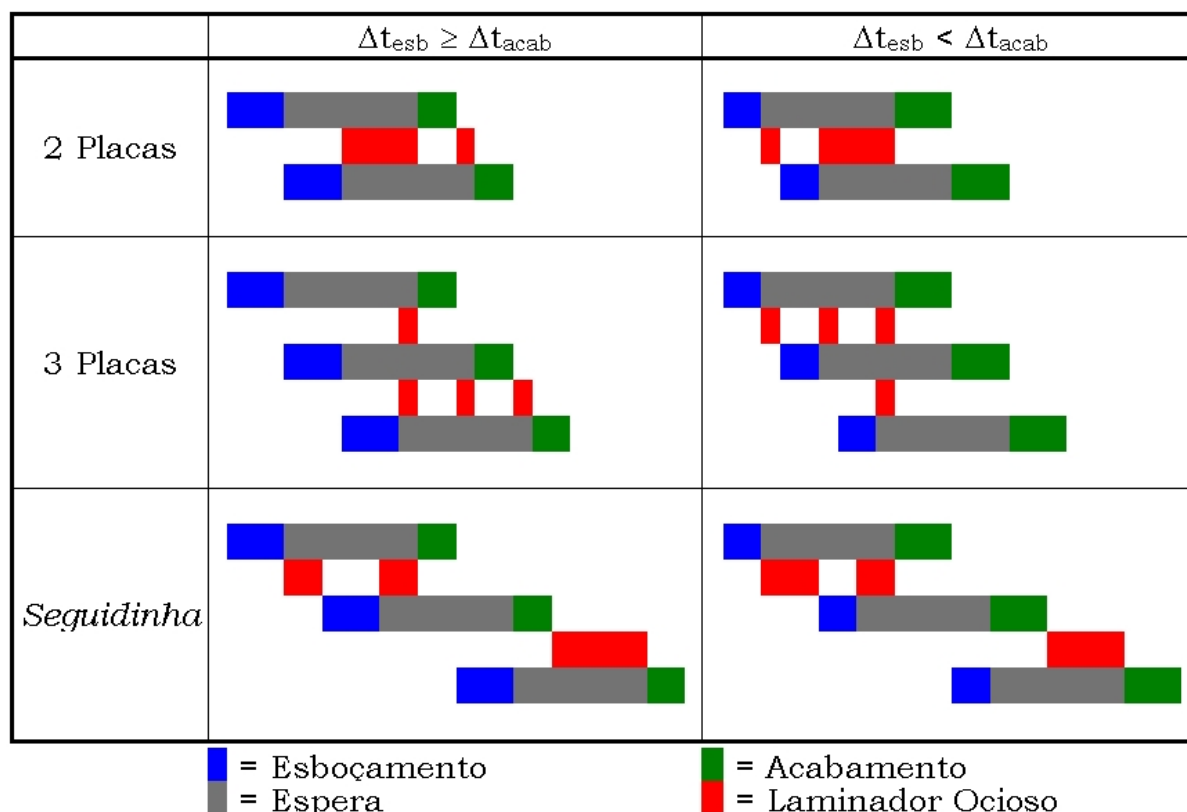 Δt_esb ≥ Δt_acab
Δt_esb < Δt_acab
2 Placas
3 Placas
Seguidinha
= Esboçamento
= Acabamento
= Espera
= Laminador Ocioso